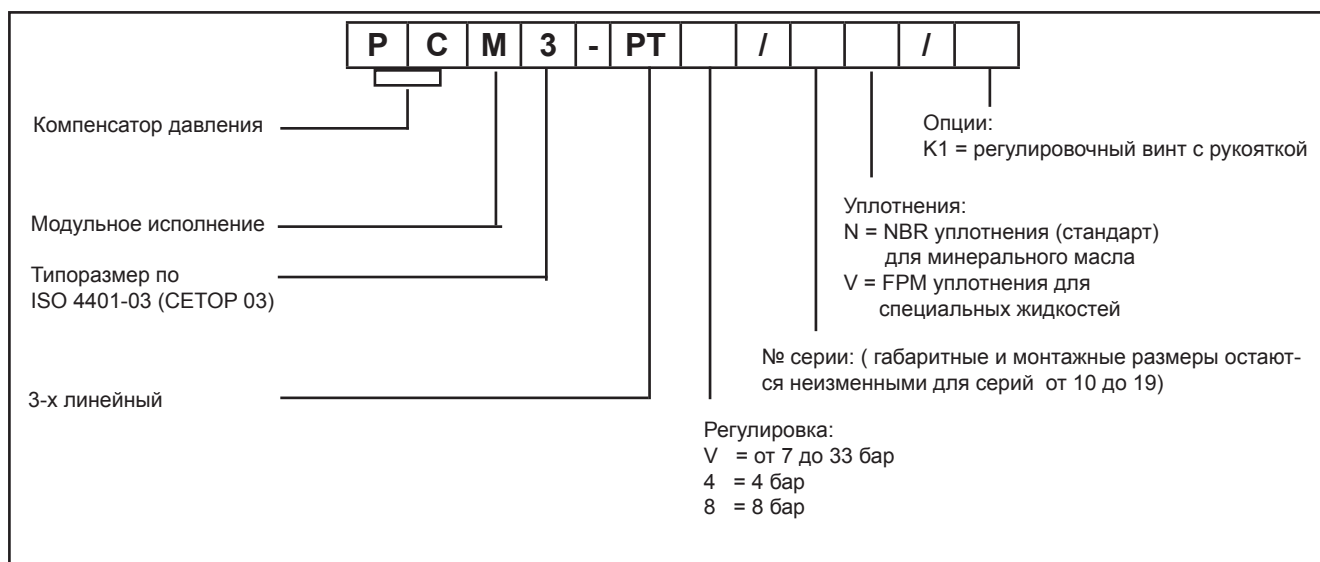 P C M 3 - PT / /
Компенсатор давления
Модульное исполнение
Типоразмер по
ISO 4401-03 (CETOP 03)
3-х линейный
Опции:
K1 = регулировочный винт с рукояткой
Уплотнения:
N = NBR уплотнения (стандарт)
для минерального масла
V = FPM уплотнения для
специальных жидкостей
№ серии: ( габаритные и монтажные размеры остают-
ся неизменными для серий от 10 до 19)
Регулировка:
V = от 7 до 33 бар
4 = 4 бар
8 = 8 бар